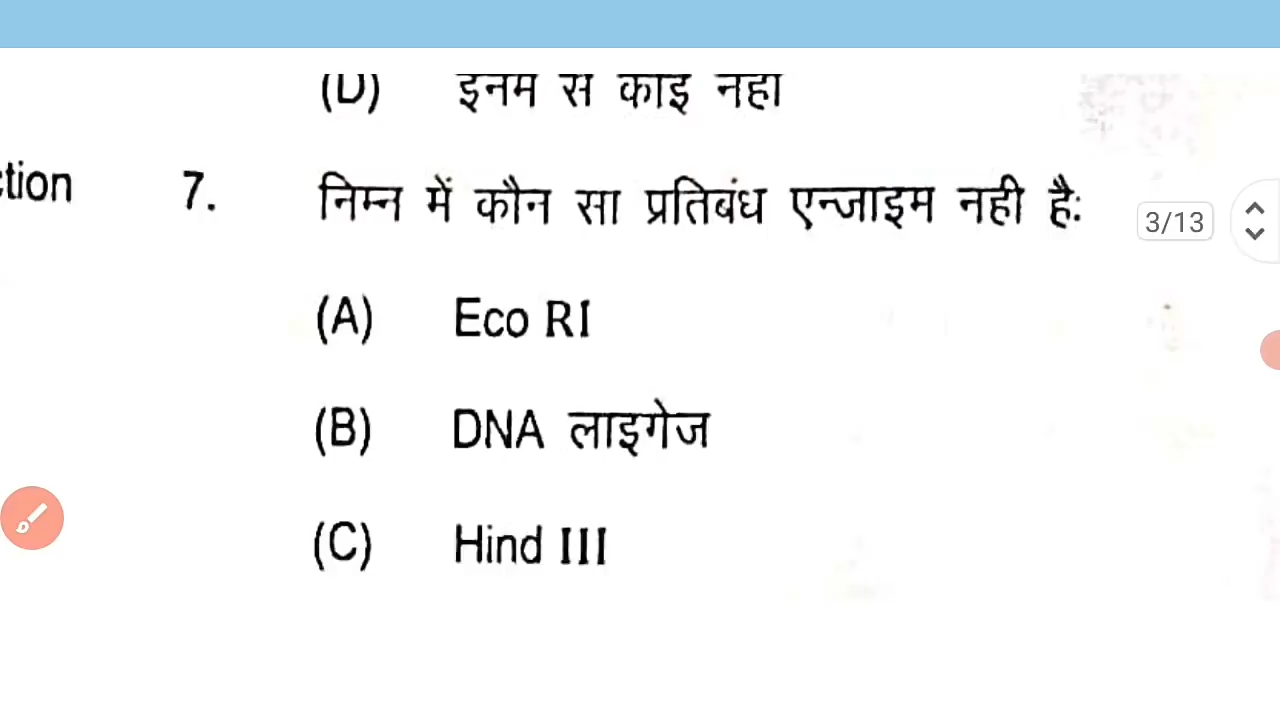 (D) इनमें से कोई नहीं
ction 7. निम्न में कौन सा प्रतिबंध एन्जाइम नही है:
3/13
(A) Eco RI
(B) DNA लाइगेज
(C) Hind III